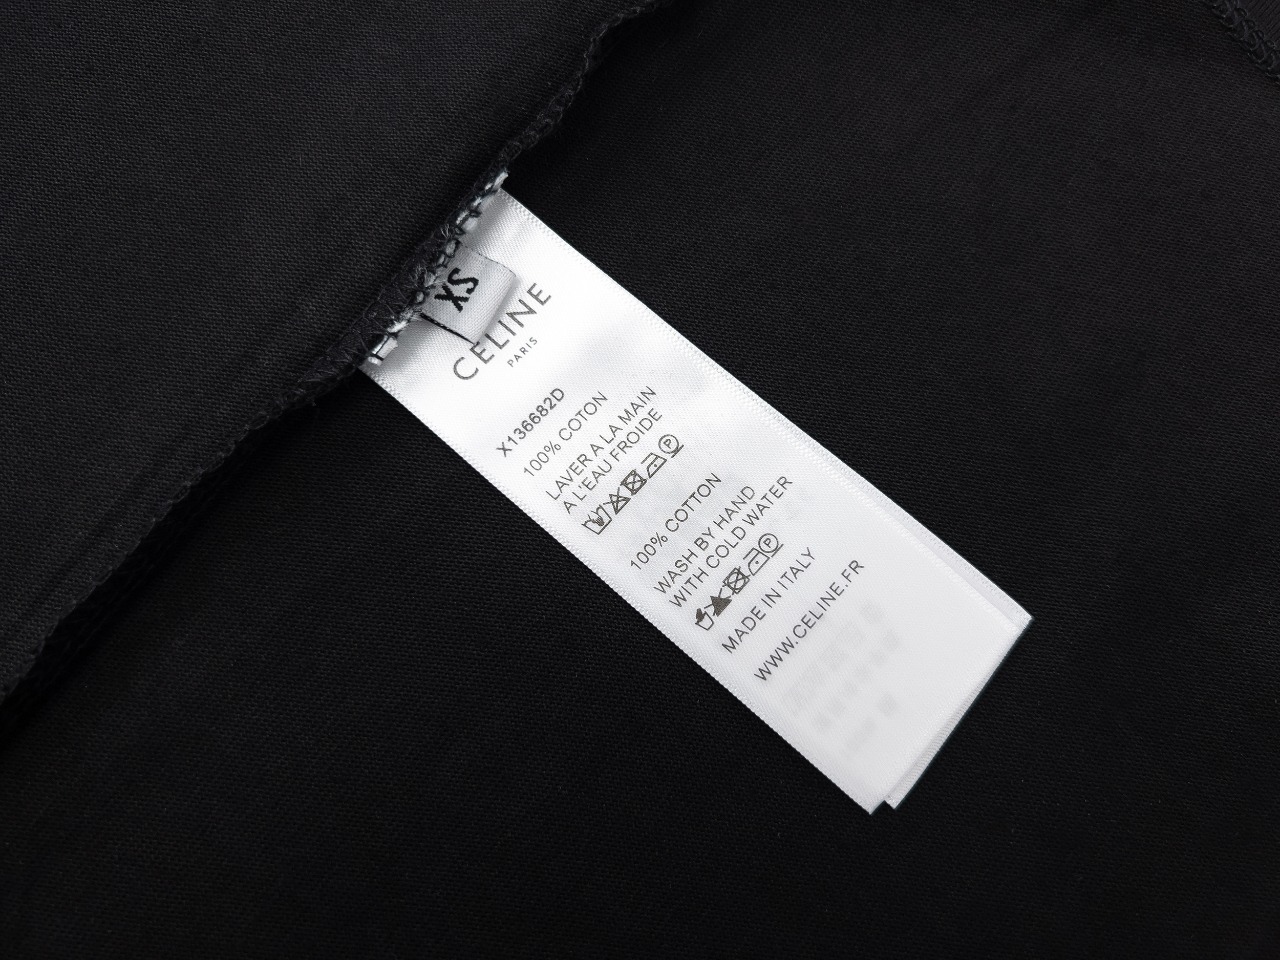 XS
CELINE
PARIS
X136682D
100% COTON
LAVER A LA MAIN
A L'EAU FROIDE
100% COTTON
WASH BY HAND
WITH COLD WATER
MADE IN ITALY
WWW.CELINE.FR